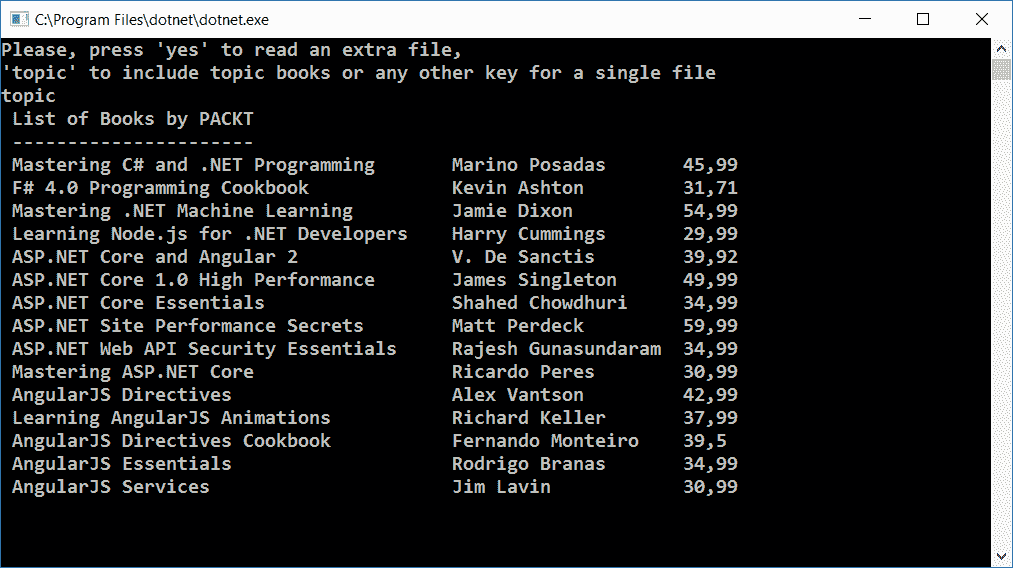 C:\Program Files\dotnet\dotnet.exe
Please, press 'yes' to read an extra file,
'topic' to include topic books or any other key for a single file
topic
List of Books by PACKT
----------------------
Mastering C# and .NET Programming Marino Posadas 45,99
F# 4.0 Programming Cookbook Kevin Ashton 31,71
Mastering .NET Machine Learning Jamie Dixon 54,99
Learning Node.js for .NET Developers Harry Cummings 29,99
ASP.NET Core and Angular 2 V. De Sanctis 39,92
ASP.NET Core 1.0 High Performance James Singleton 49,99
ASP.NET Core Essentials Shahed Chowdhuri 34,99
ASP.NET Site Performance Secrets Matt Perdeck 59,99
ASP.NET Web API Security Essentials Rajesh Gunasundaram 34,99
Mastering ASP.NET Core Ricardo Peres 30,99
AngularJS Directives Alex Vantson 42,99
Learning AngularJS Animations Richard Keller 37,99
AngularJS Directives Cookbook Fernando Monteiro 39,5
AngularJS Essentials Rodrigo Branas 34,99
AngularJS Services Jim Lavin 30,99